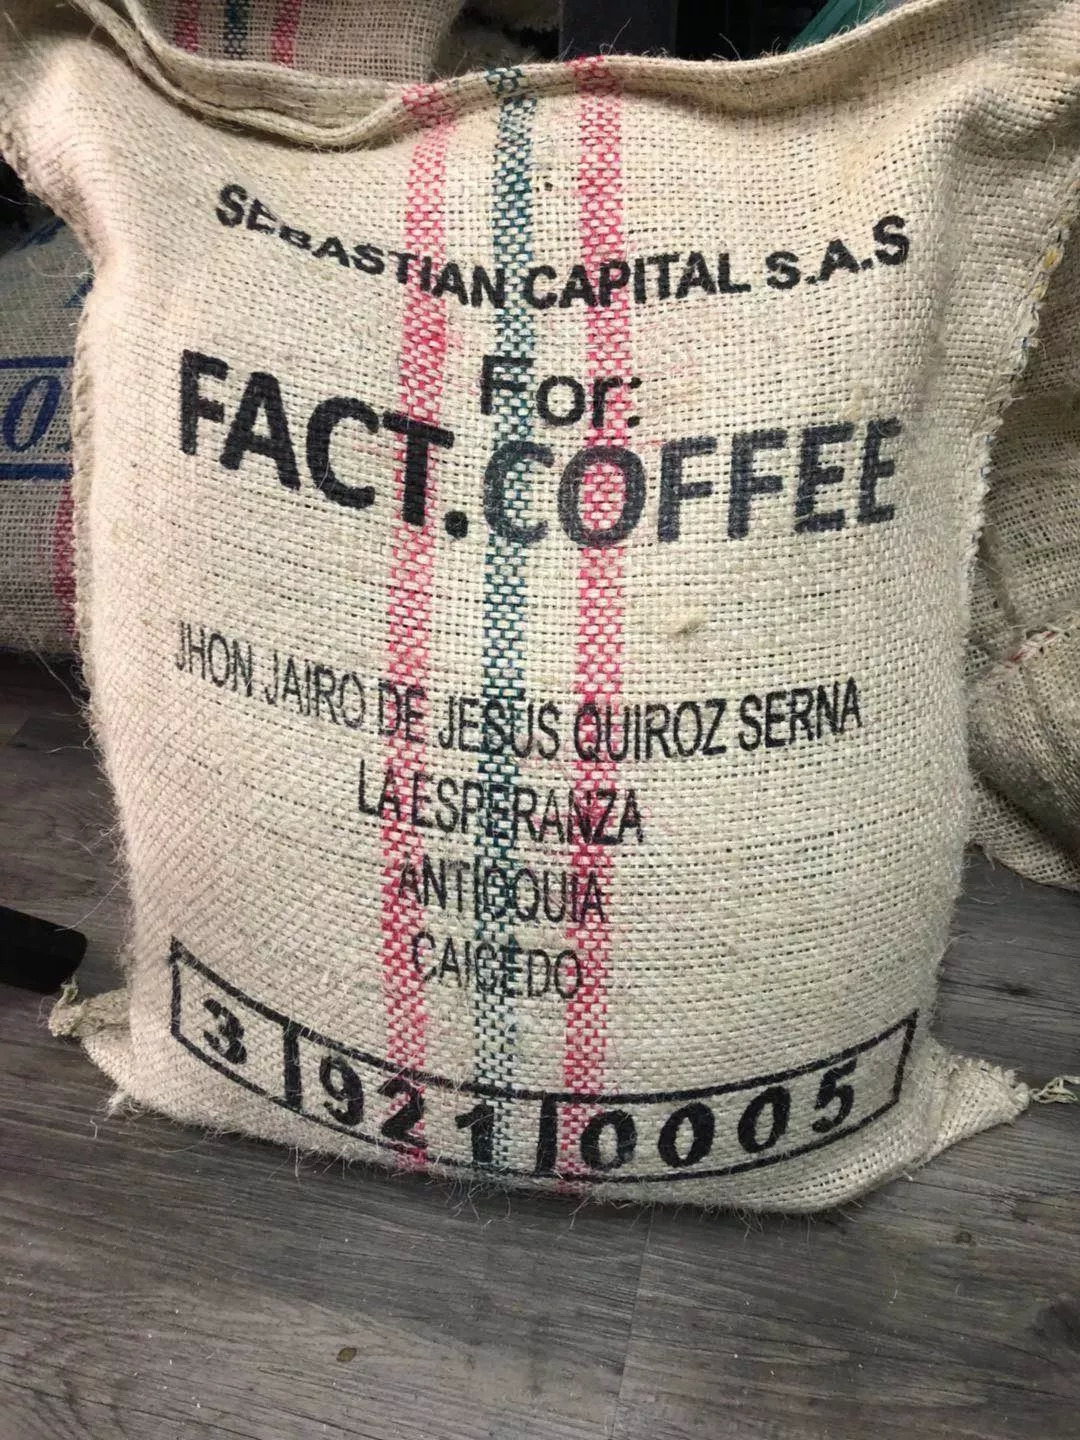 SEBASTIAN CAPITAL S.A.S
For:
FACT.COFFEE
JHON JAIRO DE JESUS QUIROZ SERNA
LA ESPERANZA
ANTIOQUIA
CAICEDO
3 921 0005